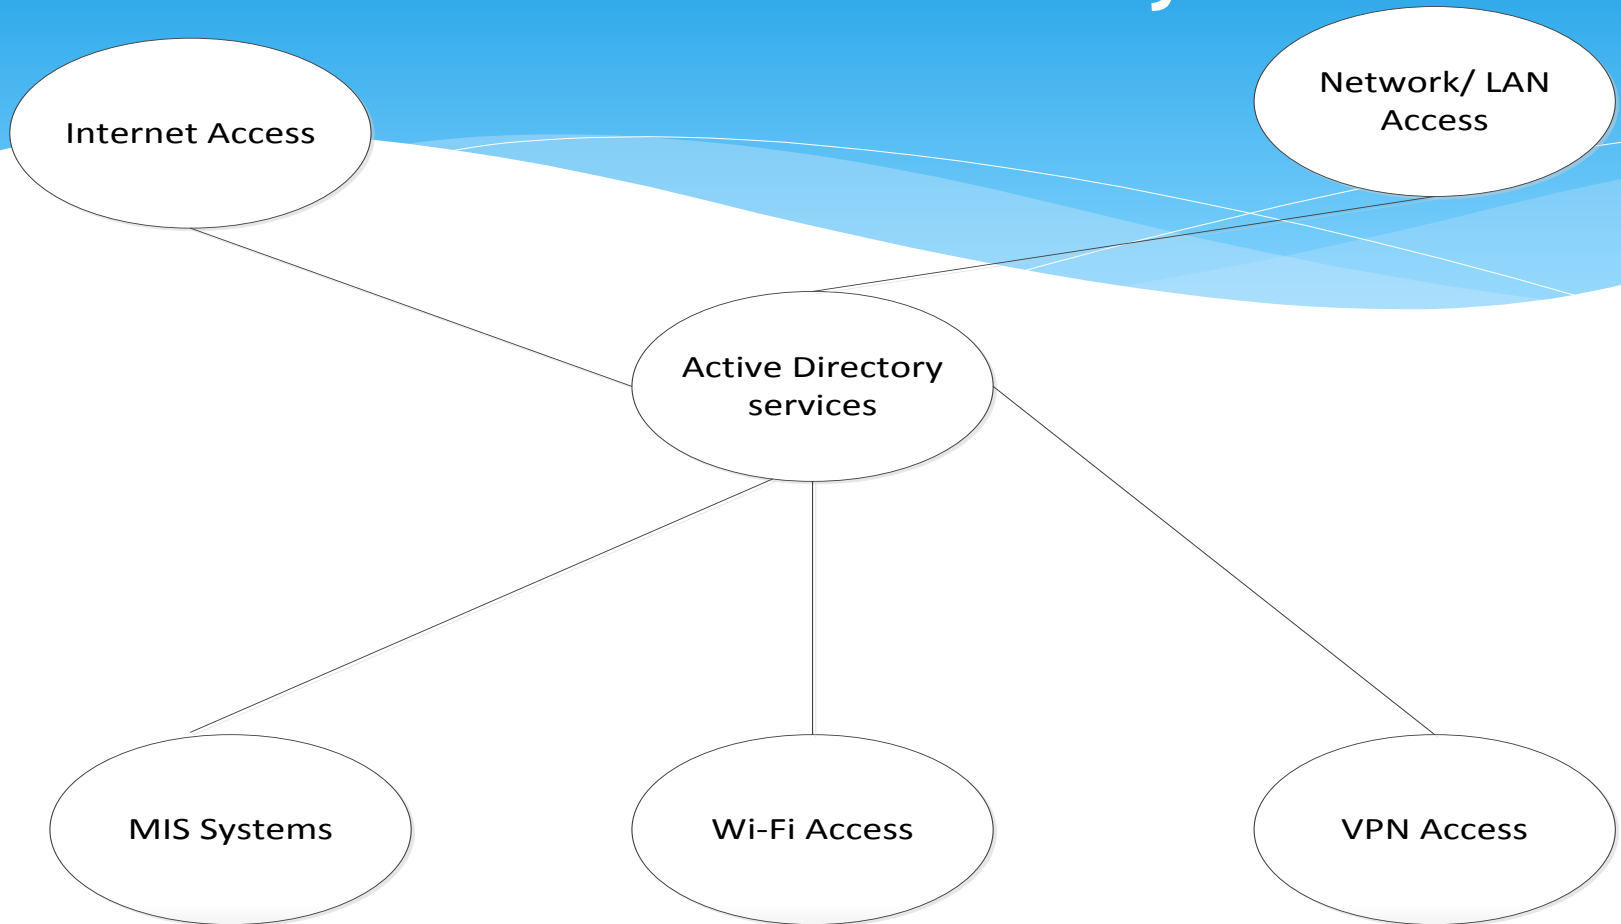 Internet Access
Network/ LAN
Access
Active Directory
services
MIS Systems
Wi-Fi Access
VPN Access